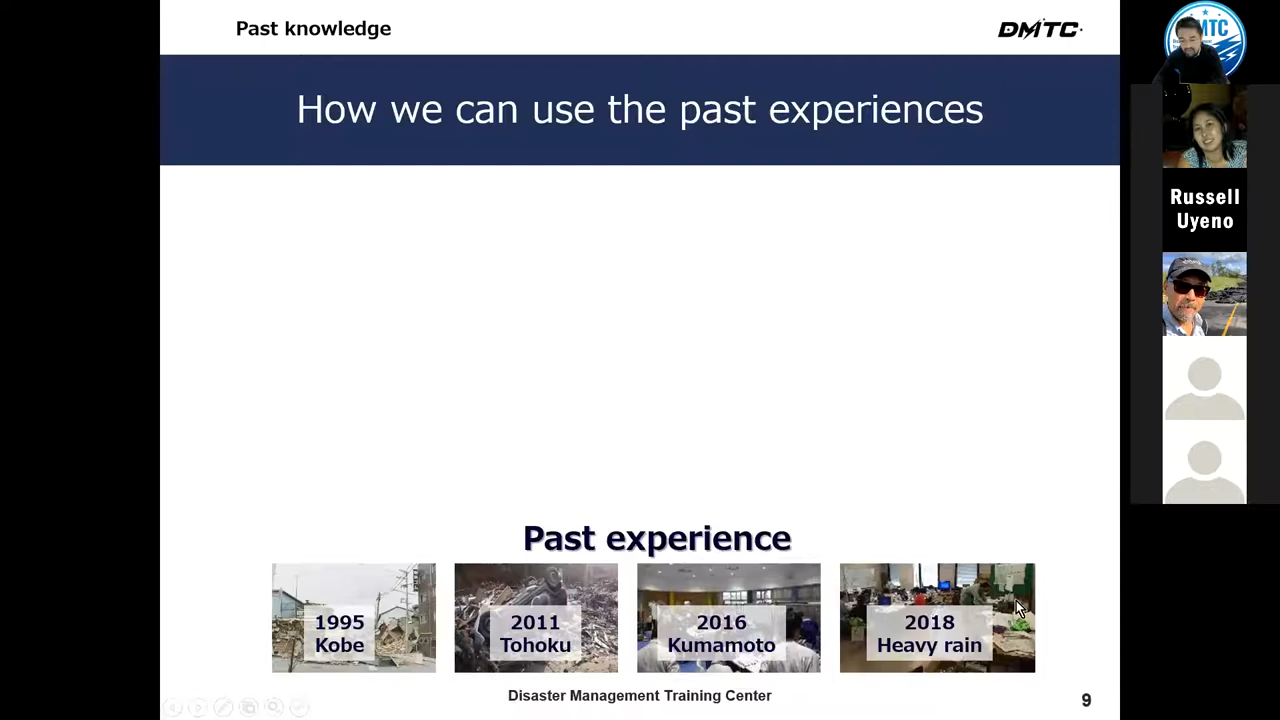 Past knowledge
DMTC
How we can use the past experiences
Past experience
1995
Kobe
2011
Tohoku
2016
Kumamoto
2018
Heavy rain
Disaster Management Training Center
9
MTC
Russell
Uyeno